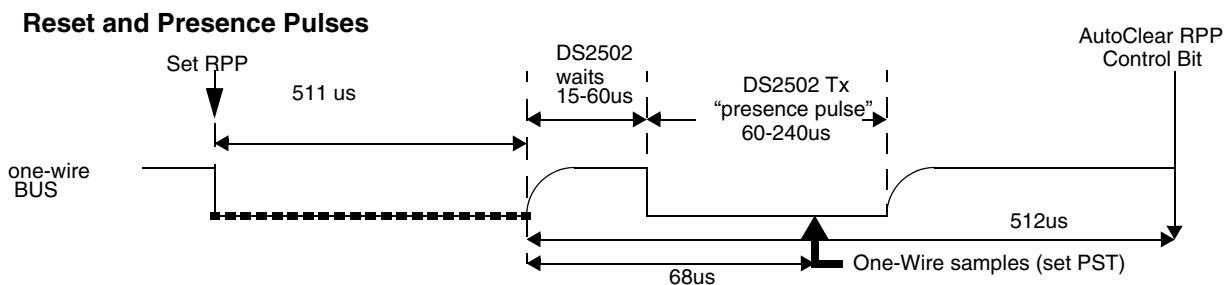 Reset and Presence Pulses
Set RPP
511 us
DS2502
waits
15-60us
DS2502 Tx
“presence pulse”
60-240us
AutoClear RPP
Control Bit
one-wire
BUS
512us
68us
One-Wire samples (set PST)